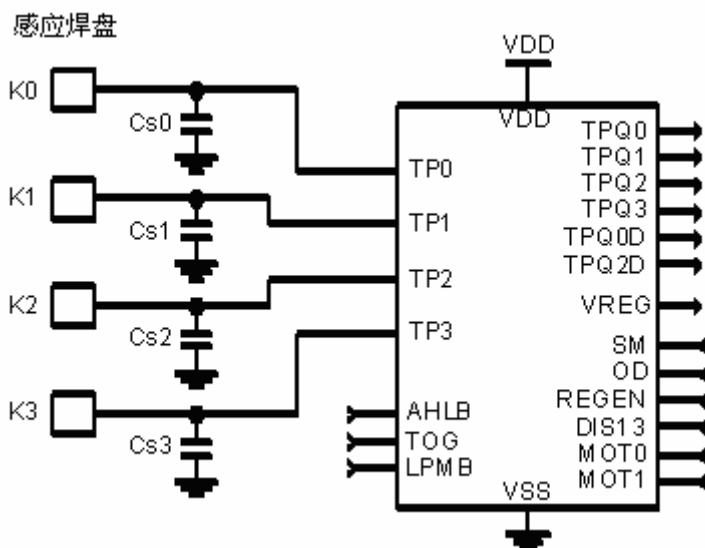 感应焊盘
K0
Cs0
K1
Cs1
K2
Cs2
K3
Cs3
VDD
VDD
TP0
TP1
TP2
TP3
AHLB
TOG
LPMB
VSS
TPQ0
TPQ1
TPQ2
TPQ3
TPQ0D
TPQ2D
VREG
SM
OD
REGEN
DIS13
MOT0
MOT1